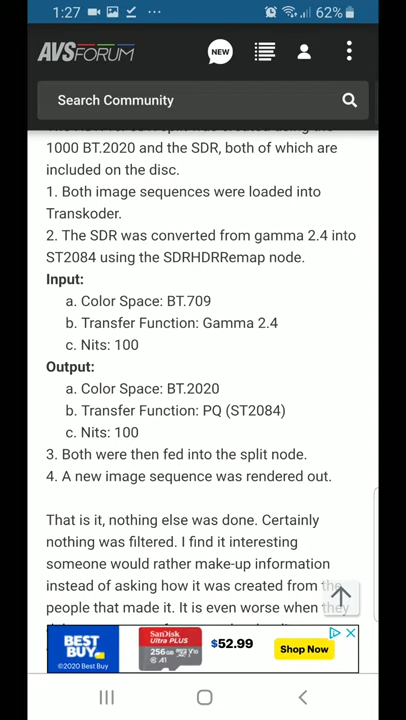 1:27
62%
AVSFORUM
NEW
Search Community
1000 BT.2020 and the SDR, both of which are
included on the disc.
1. Both image sequences were loaded into
Transkoder.
2. The SDR was converted from gamma 2.4 into
ST2084 using the SDRHDRRemap node.
Input:
a. Color Space: BT.709
b. Transfer Function: Gamma 2.4
c. Nits: 100
Output:
a. Color Space: BT.2020
b. Transfer Function: PQ (ST2084)
c. Nits: 100
3. Both were then fed into the split node.
4. A new image sequence was rendered out.
That is it, nothing else was done. Certainly
nothing was filtered. I find it interesting
someone would rather make-up information
instead of asking how it was created from the
people that made it. It is even worse when they
BEST
BUY
©2020 Best Buy
SanDisk
Ultra PLUS
256GB
$52.99
Shop Now